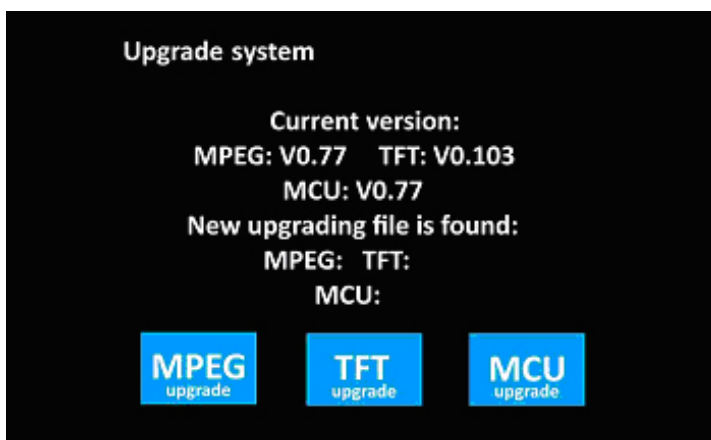 Upgrade system
Current version:
MPEG: V0.77 TFT: V0.103
MCU: V0.77
New upgrading file is found:
MPEG: TFT:
MCU:
MPEG TFT MCU
upgrade upgrade upgrade